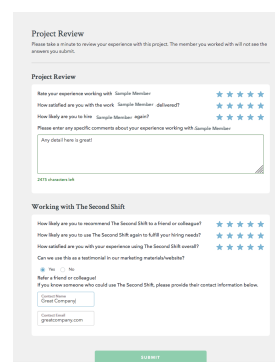 Project Review
Please take a minute to review your experience with this project. The member you worked with will not see the
answers you submit.
Project Review
Rate your experience working with Sample Member
How satisfied are you with the work Sample Member delivered?
How likely are you to hire Sample Member again?
Please enter any specific comments about your experience working with Sample Member
Any detail here is great!
2475 characters left
Working with The Second Shift
How likely are you to recommend The Second Shift to a friend or colleague?
How likely are you to use The Second Shift again to fulfill your hiring needs?
How satisfied are you with your experience using The Second Shift overall?
Can we use this as a testimonial in our marketing materials/website?
Yes No
Refer a friend or colleague!
If you know someone who could use The Second Shift, please provide their contact information below.
Contact Name
Great Company
Contact Email
greatcompany.com
SUBMIT